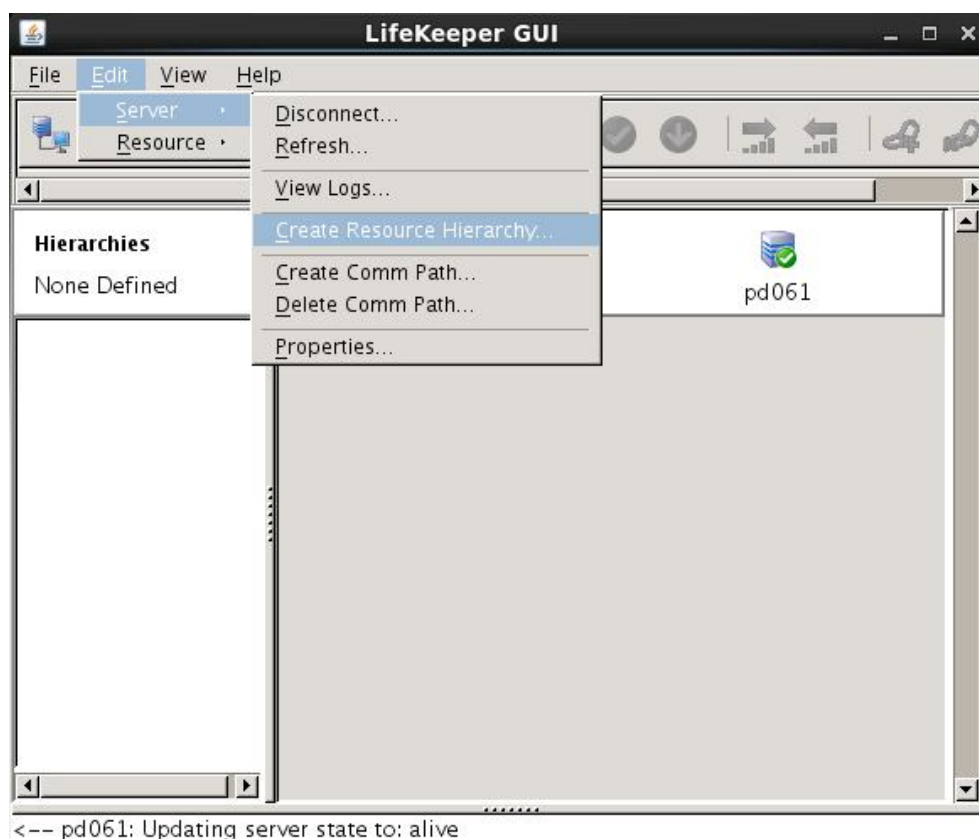 LifeKeeper GUI
File Edit View Help
Server
Resource
Disconnect...
Refresh...
View Logs...
Create Resource Hierarchy...
Create Comm Path...
Delete Comm Path...
Properties...
Hierarchies
None Defined
pd061
<-- pd061: Updating server state to: alive